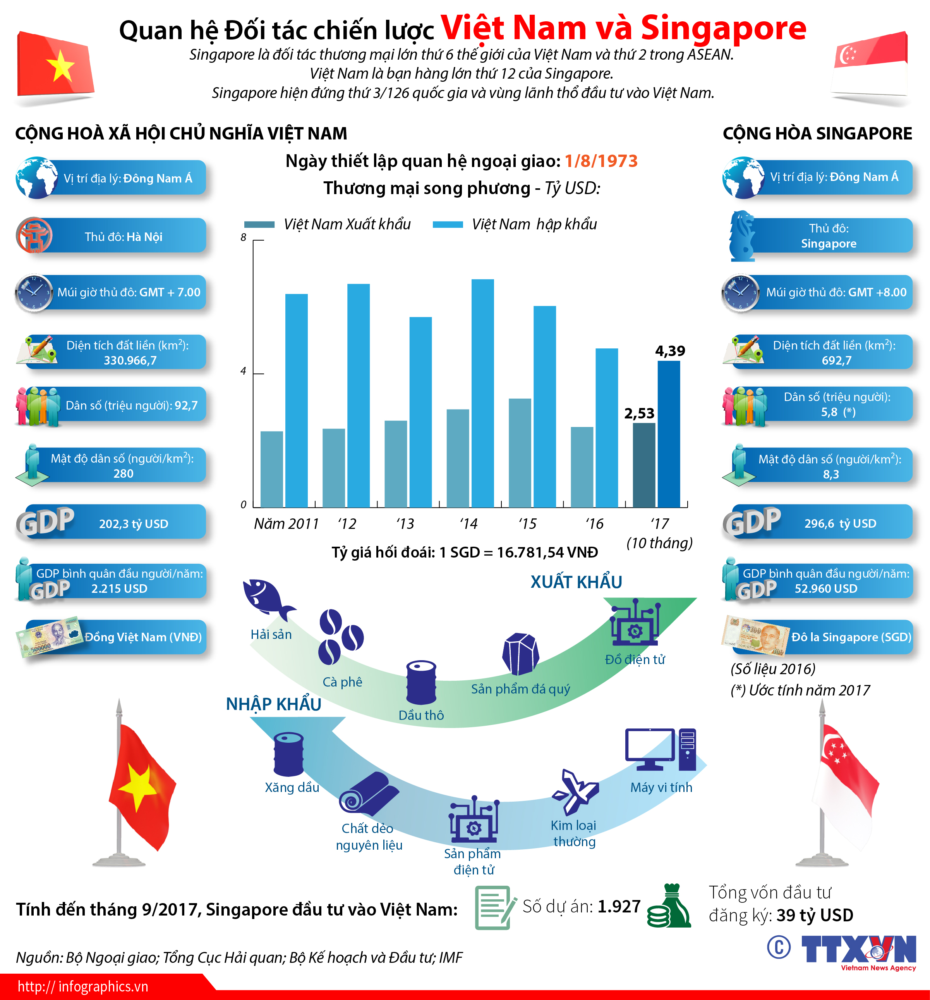 Quan hệ Đối tác chiến lược Việt Nam và Singapore
Singapore là đối tác thương mại lớn thứ 6 thế giới của Việt Nam và thứ 2 trong ASEAN.
Việt Nam là bạn hàng lớn thứ 12 của Singapore.
Singapore hiện đứng thứ 3/126 quốc gia và vùng lãnh thổ đầu tư vào Việt Nam.
CỘNG HOÀ XÃ HỘI CHỦ NGHĨA VIỆT NAM
Vị trí địa lý: Đông Nam Á
Thủ đô: Hà Nội
Múi giờ thủ đô: GMT + 7.00
Diện tích đất liền (km²):
330.966,7
Dân số (triệu người): 92,7
Mật độ dân số (người/km²):
280
GDP
202,3 tỷ USD
GDP bình quân đầu người/năm:
GDP
2.215 USD
Đồng Việt Nam (VNĐ)
500000
Ngày thiết lập quan hệ ngoại giao: 1/8/1973
Thương mại song phương - Tỷ USD:
Việt Nam Xuất khẩu
Việt Nam hập khẩu
8
4
0
4,39
2,53
Năm 2011
‘12
‘13
‘14
‘15
‘16
‘17
(10 tháng)
Tỷ giá hối đoái: 1 SGD = 16.781,54 VNĐ
XUẤT KHẨU
Hải sản
Cà phê
Dầu thô
Sản phẩm đá quý
Đồ điện tử
NHẬP KHẨU
Xăng dầu
Chất dẻo
nguyên liệu
Sản phẩm
điện tử
Kim loại
thường
Máy vi tính
CỘNG HÒA SINGAPORE
Vị trí địa lý: Đông Nam Á
Thủ đô:
Singapore
Múi giờ thủ đô: GMT +8.00
Diện tích đất liền (km²):
692,7
Dân số (triệu người):
5,8 (*)
Mật độ dân số (người/km²):
8,3
GDP
296,6 tỷ USD
GDP bình quân đầu người/năm:
GDP
52.960 USD
Đô la Singapore (SGD)
(Số liệu 2016)
(*) Ước tính năm 2017
Tính đến tháng 9/2017, Singapore đầu tư vào Việt Nam:
Số dự án: 1.927
Tổng vốn đầu tư
đăng ký: 39 tỷ USD
Nguồn: Bộ Ngoại giao; Tổng Cục Hải quan; Bộ Kế hoạch và Đầu tư; IMF
© TTXVN
Vietnam News Agency
http:// infographics.vn